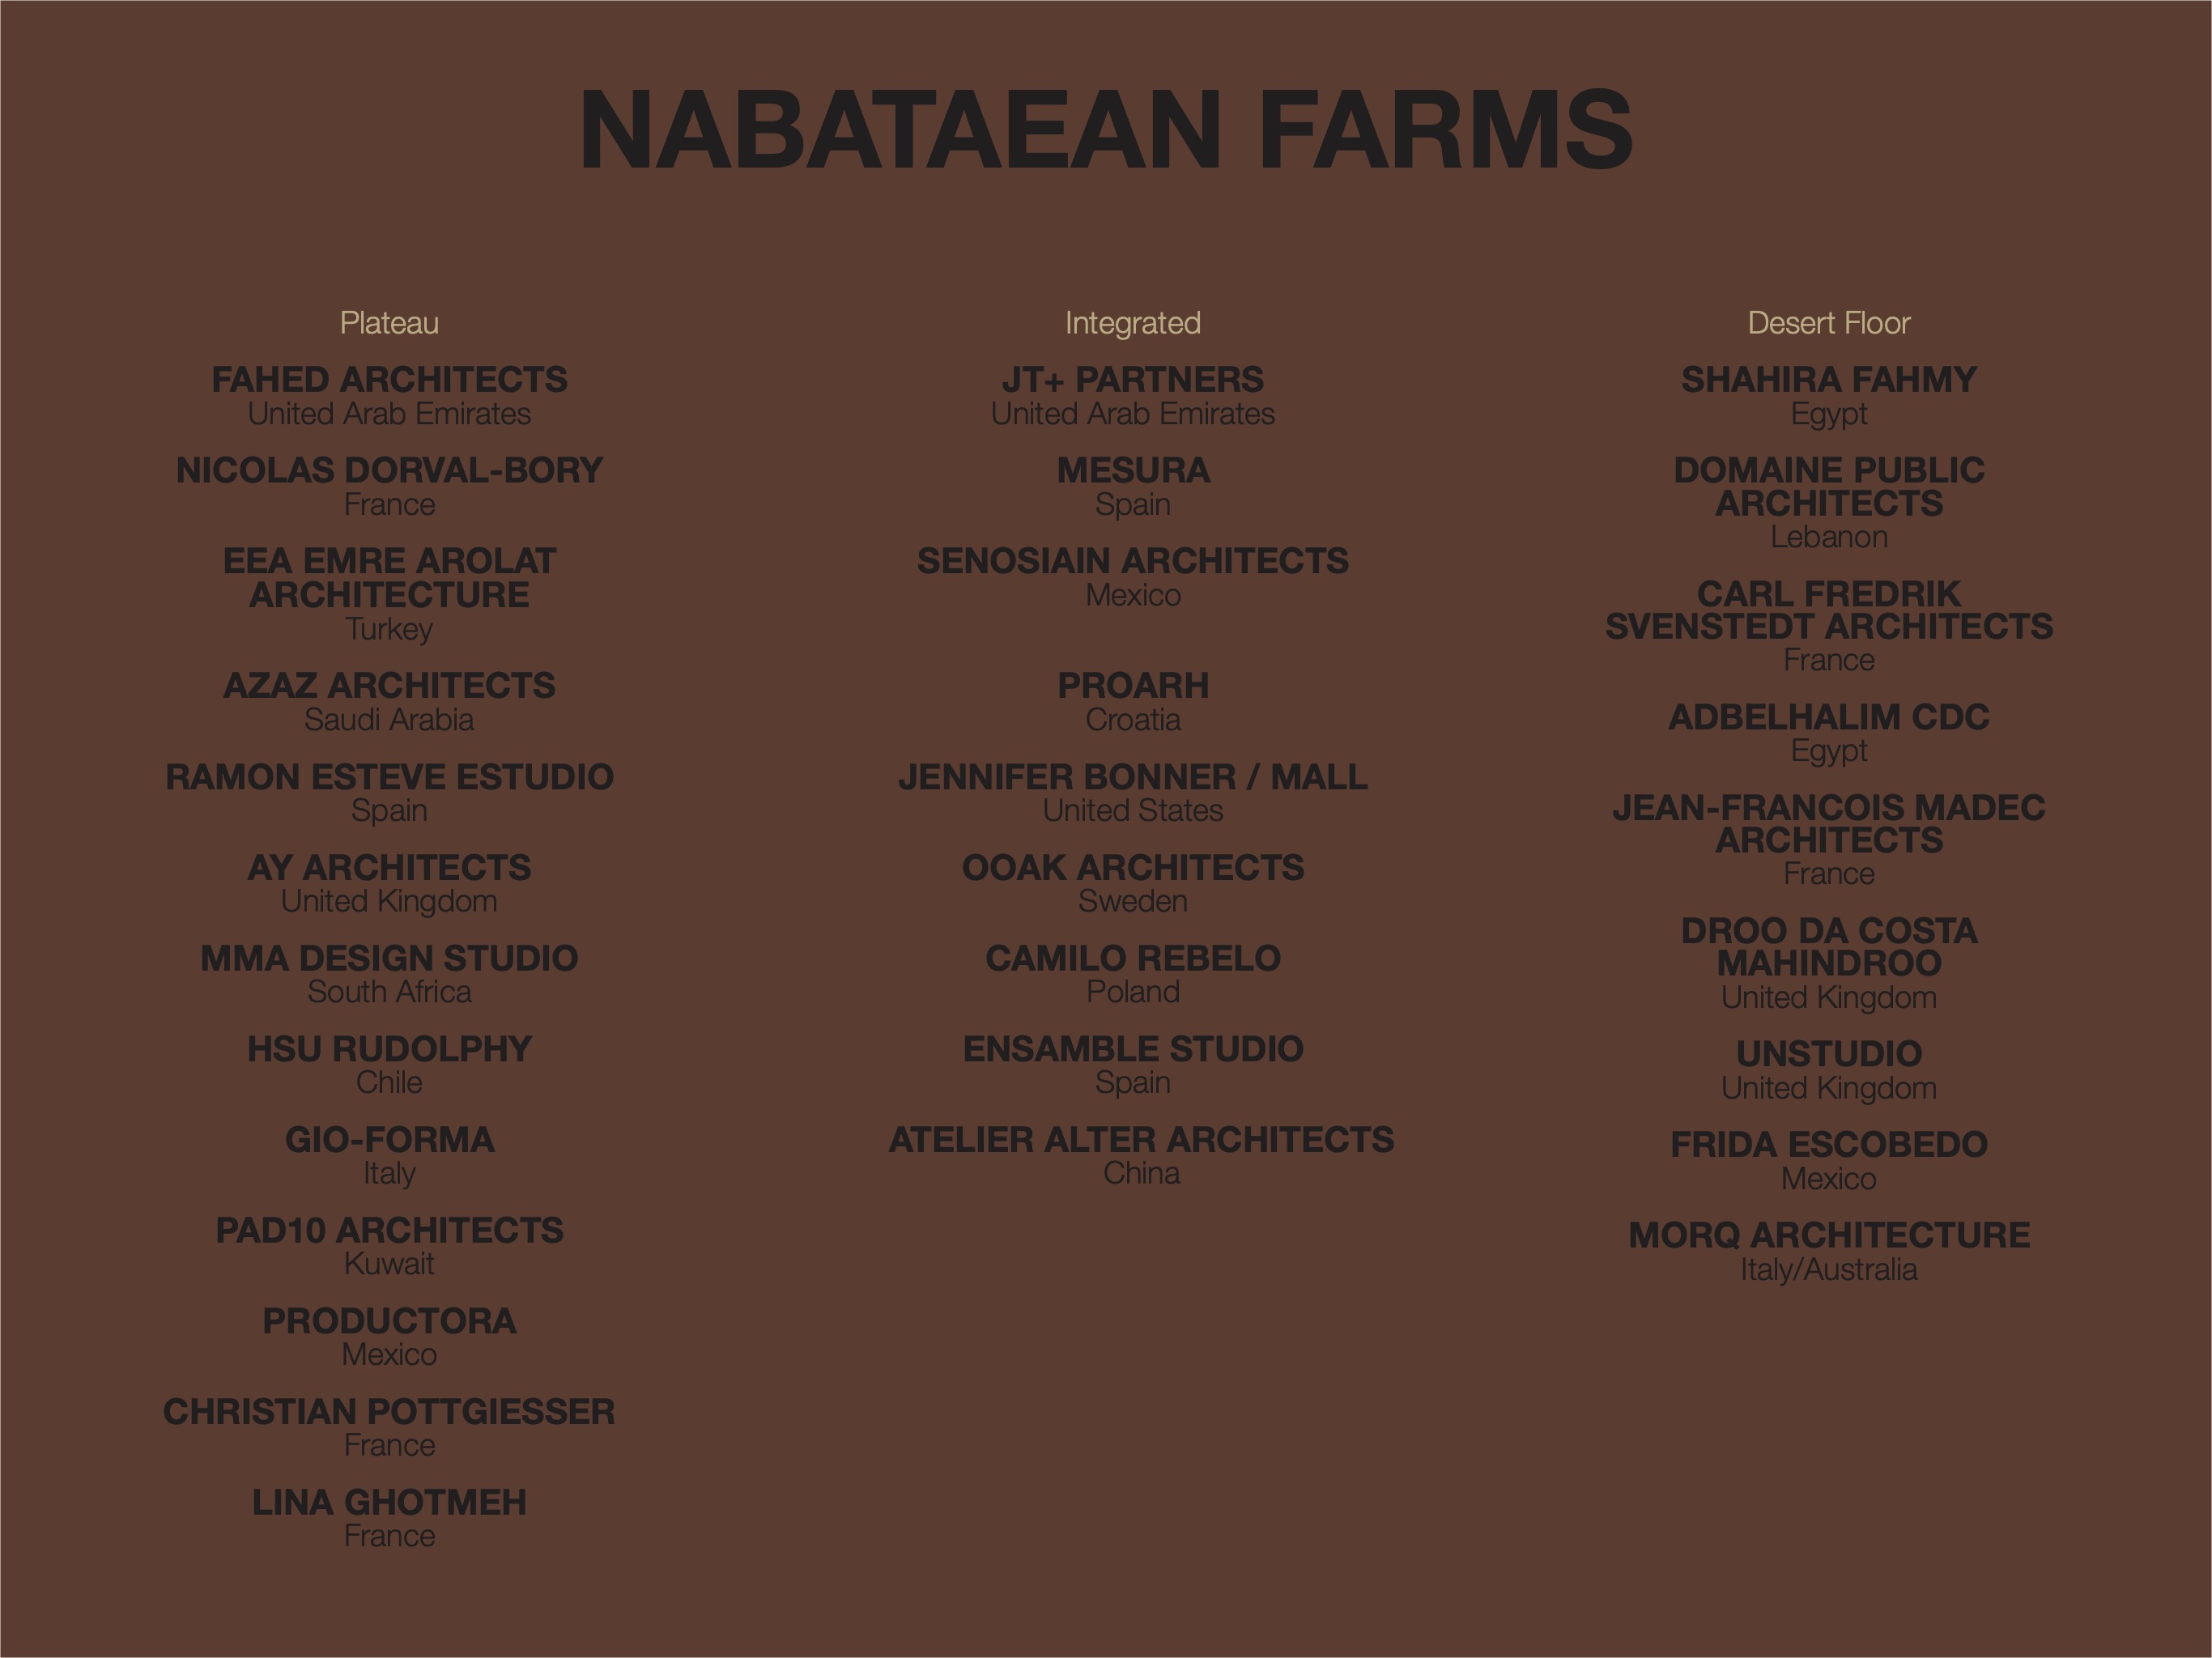 NABATAEAN FARMS
Plateau
FAHED ARCHITECTS
United Arab Emirates
NICOLAS DORVAL-BORY
France
EEA EMRE AROLAT
ARCHITECTURE
Turkey
AZAZ ARCHITECTS
Saudi Arabia
RAMON ESTEVE ESTUDIO
Spain
AY ARCHITECTS
United Kingdom
MMA DESIGN STUDIO
South Africa
HSU RUDOLPHY
Chile
GIO-FORMA
Italy
PAD10 ARCHITECTS
Kuwait
PRODUCTORA
Mexico
CHRISTIAN POTTGIESSER
France
LINA GHOTMEH
France
Integrated
JT+ PARTNERS
United Arab Emirates
MESURA
Spain
SENOSIAIN ARCHITECTS
Mexico
PROARH
Croatia
JENNIFER BONNER / MALL
United States
OOAK ARCHITECTS
Sweden
CAMILO REBELO
Poland
ENSAMBLE STUDIO
Spain
ATELIER ALTER ARCHITECTS
China
Desert Floor
SHAHIRA FAHMY
Egypt
DOMAINE PUBLIC
ARCHITECTS
Lebanon
CARL FREDRIK
SVENSTEDT ARCHITECTS
France
ADBELHALIM CDC
Egypt
JEAN-FRANCOIS MADEC
ARCHITECTS
France
DROO DA COSTA
MAHINDROO
United Kingdom
UNSTUDIO
United Kingdom
FRIDA ESCOBEDO
Mexico
MORQ ARCHITECTURE
Italy/Australia